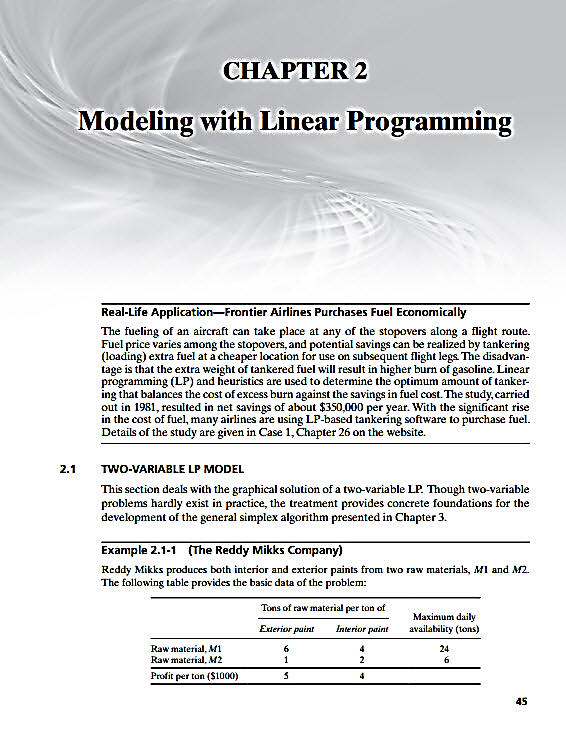 CHAPTER 2
Modeling with Linear Programming
Real-Life Application—Frontier Airlines Purchases Fuel Economically
The fueling of an aircraft can take place at any of the stopovers along a flight route.
Fuel price varies among the stopovers, and potential savings can be realized by tankering
(loading) extra fuel at a cheaper location for use on subsequent flight legs. The disadvan-
tage is that the extra weight of tankered fuel will result in higher burn of gasoline. Linear
programming (LP) and heuristics are used to determine the optimum amount of tanker-
ing that balances the cost of excess burn against the savings in fuel cost. The study, carried
out in 1981, resulted in net savings of about $350,000 per year. With the significant rise
in the cost of fuel, many airlines are using LP-based tankering software to purchase fuel.
Details of the study are given in Case 1, Chapter 26 on the website.
2.1 TWO-VARIABLE LP MODEL
This section deals with the graphical solution of a two-variable LP. Though two-variable
problems hardly exist in practice, the treatment provides concrete foundations for the
development of the general simplex algorithm presented in Chapter 3.
Example 2.1-1 (The Reddy Mikks Company)
Reddy Mikks produces both interior and exterior paints from two raw materials, M1 and M2.
The following table provides the basic data of the problem:
Tons of raw material per ton of
Maximum daily
Exterior paint Interior paint availability (tons)
Raw material, M1 6 4 24
Raw material, M2 1 2 6
Profit per ton ($1000) 5 4
45